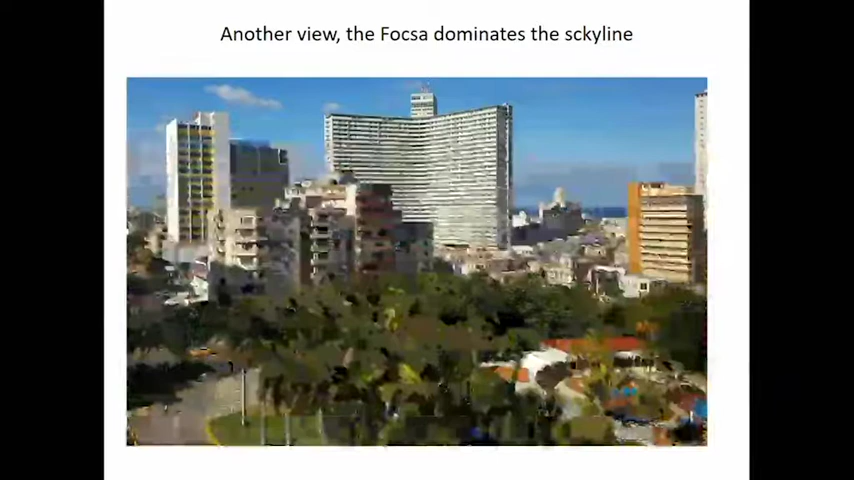 Another view, the Focsa dominates the sckyline